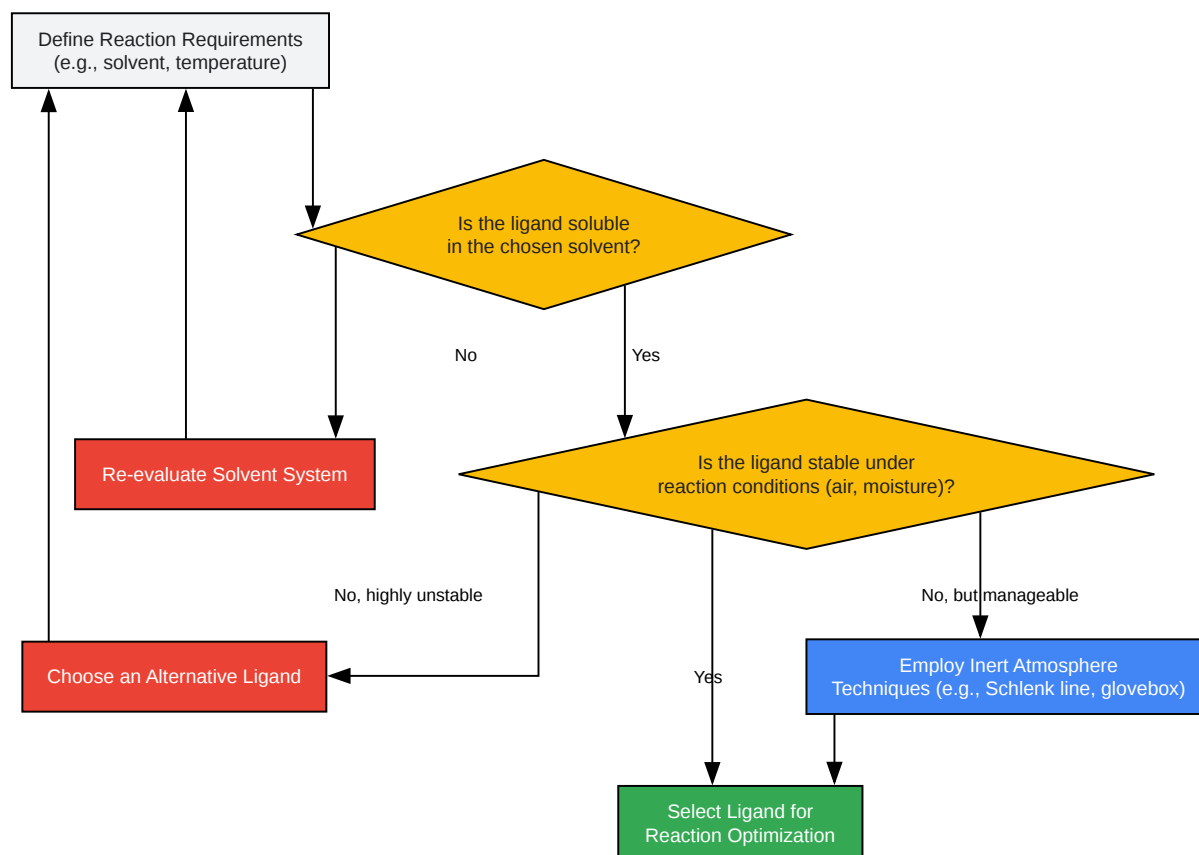 Define Reaction Requirements
(e.g., solvent, temperature)
Is the ligand soluble
in the chosen solvent?
No
Yes
Re-evaluate Solvent System
Is the ligand stable under
reaction conditions (air, moisture)?
No, highly unstable
No, but manageable
Choose an Alternative Ligand
Yes
Employ Inert Atmosphere
Techniques (e.g., Schlenk line, glovebox)
Select Ligand for
Reaction Optimization